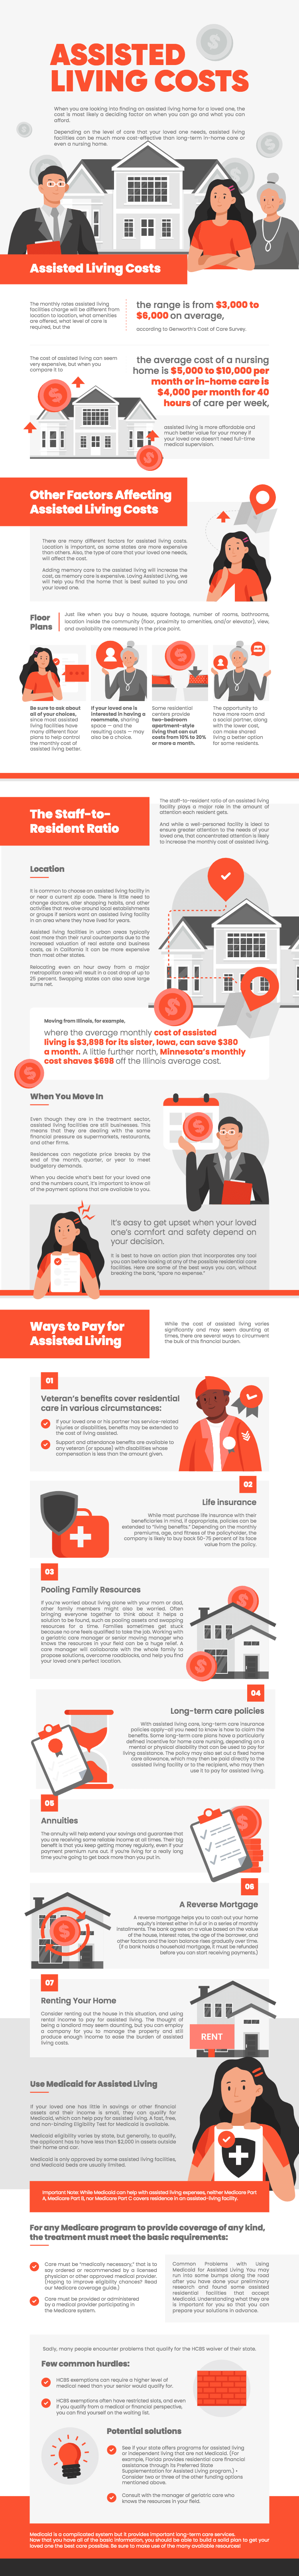 ASSISTED
LIVING COSTS
When you are looking into finding an assisted living home for a loved one, the
cost is most likely a deciding factor on when you can go and what you can
afford.
Depending on the level of care that your loved one needs, assisted living
facilities can be much more cost-effective than long-term in-home care or
even a nursing home.
Assisted Living Costs
The monthly rates assisted living
facilities charge will be different from
location to location, what amenities
are offered, what level of care is
required, but the
the range is from $3,000 to
$6,000 on average,
according to Genworth's Cost of Care Survey.
The cost of assisted living can seem
very expensive, but when you
compare it to
the average cost of a nursing
home is $5,000 to $10,000 per
month or in-home care is
$4,000 per month for 40
hours of care per week,
assisted living is more affordable and
much better value for your money if
your loved one doesn't need full-time
medical supervision.
Other Factors Affecting
Assisted Living Costs
There are many different factors for assisted living costs.
Location is important, as some states are more expensive
than others. Also, the type of care that your loved one needs,
will affect the cost.
Adding memory care to the assisted living will increase the
cost, as memory care is expensive. Loving Assisted Living, we
will help you find the home that is best suited to you and
your loved one.
Floor
Plans
Just like when you buy a house, square footage, number of rooms, bathrooms,
location inside the community (floor, proximity to amenities, and/or elevator), view,
and availability are measured in the price point.
Be sure to ask about
all of your choices,
since most assisted
living facilities have
many different floor
plans to help control
the monthly cost of
assisted living better.
If your loved one is
interested in having a
roommate, sharing
space — and the
resulting costs — may
also be a choice.
Some residential
centers provide
two-bedroom
apartment-style
living that can cut
costs from 10% to 20%
or more a month.
The opportunity to
have more room and
a social partner, along
with the lower cost,
can make shared
living a better option
for some residents.
The Staff-to-
Resident Ratio
The staff-to-resident ratio of an assisted living
facility plays a major role in the amount of
attention each resident gets.
And while a well-personed facility is ideal to
ensure greater attention to the needs of your
loved one, that concentrated attention is likely
to increase the monthly cost of assisted living.
Location
It is common to choose an assisted living facility in
or near a current zip code. There is little need to
change doctors, alter shopping habits, and other
activities that revolve around local establishments
or groups if seniors want an assisted living facility
in an area where they have lived for years.
Assisted living facilities in urban areas typically
cost more than their rural counterparts due to the
increased valuation of real estate and business
costs, as in California it can be more expensive
than most other states.
Relocating even an hour away from a major
metropolitan area will result in a cost drop of up to
25 percent. Swapping states can also save large
sums net.
Moving from Illinois, for example,
where the average monthly cost of assisted
living is $3,898 for its sister, Iowa, can save $380
a month. A little further north, Minnesota's monthly
cost shaves $698 off the Illinois average cost.
When You Move In
Even though they are in the treatment sector,
assisted living facilities are still businesses. This
means that they are dealing with the same
financial pressure as supermarkets, restaurants,
and other firms.
Residences can negotiate price breaks by the
end of the month, quarter, or year to meet
budgetary demands.
When you decide what's best for your loved one
and the numbers count, it's important to know all
of the payment options that are available to you.
It's easy to get upset when your loved
one's comfort and safety depend on
your decision.
It is best to have an action plan that incorporates any tool
you can before looking at any of the possible residential care
facilities. Here are some of the best ways you can, without
breaking the bank, "spare no expense."
Ways to Pay for
Assisted Living
While the cost of assisted living varies
significantly and may seem daunting at
times, there are several ways to circumvent
the bulk of this financial burden.
01
Veteran's benefits cover residential
care in various circumstances:
If your loved one or his partner has service-related
injuries or disabilities, benefits may be extended to
the cost of assisted living.
Support and attendance benefits are available to
any veteran (or spouse) with disabilities whose
compensation is less than the amount given.
02
Life insurance
While most purchase life insurance with their
beneficiaries in mind, if appropriate, policies can be
extended to "living benefits." Depending on the monthly
premiums, age, and fitness of the policyholder, the
company is likely to buy back 50-75 percent of its face
value from the policy.
03
Pooling Family Resources
If you're worried about living alone with your mom or dad,
other family members might also be worried. Often
bringing everyone together to think about it helps a
solution to be found, such as pooling assets and swapping
resources for a time. Families sometimes get stuck
because no one feels qualified to take the job. Working with
a geriatric care manager or senior moving manager who
knows the resources in your field can be a huge relief. A
care manager will collaborate with the whole family to
propose solutions, overcome roadblocks, and help you find
your loved one's perfect location.
04
Long-term care policies
With assisted living care, long-term care insurance
policies apply-all you need to know is how to claim the
benefits. Some long-term care plans have a particularly
defined incentive for home care nursing, depending on a
mental or physical disability that can be used to pay for
living assistance. The policy may also set out a fixed home
care allowance, which may then be paid directly to the
assisted living facility or to the recipient, who may then
use it to pay for assisted living.
05
Annuities
The annuity will help extend your savings and guarantee that
you are receiving some reliable income at all times. Their big
benefit is that you keep getting money regularly, even if your
payment premium runs out. If you're living for a really long
time you're going to get back more than you put in.
06
A Reverse Mortgage
A reverse mortgage helps you to cash out your home
equity's interest either in full or in a series of monthly
installments. The bank agrees on a value based on the value
of the house, interest rates, the age of the borrower, and
other factors and the loan balance rises gradually over time.
(If a bank holds a household mortgage, it must be refunded
before you can start receiving payments.)
07
Renting Your Home
Consider renting out the house in this situation, and using
rental income to pay for assisted living. The thought of
being a landlord may seem daunting, but you can employ
a company for you to manage the property and still
produce enough income to ease the burden of assisted
living costs.
RENT
Use Medicaid for Assisted Living
If your loved one has little in savings or other financial
assets and their income is small, they can qualify for
Medicaid, which can help pay for assisted living. A fast, free,
and non-binding Eligibility Test for Medicaid is available.
Medicaid eligibility varies by state, but generally, to qualify,
the applicant has to have less than $2,000 in assets outside
their home and car.
Medicaid is only approved by some assisted living facilities,
and Medicaid beds are usually limited.
Important Note: While Medicaid can help with assisted living expenses, neither Medicare Part
A, Medicare Part B, nor Medicare Part C covers residence in an assisted-living facility.
For any Medicare program to provide coverage of any kind,
the treatment must meet the basic requirements:
Care must be "medically necessary," that is to
say ordered or recommended by a licensed
physician or other approved medical provider.
(Hoping to improve eligibility chances? Read
our Medicare coverage guide.)
Care must be provided or administered
by a medical provider participating in
the Medicare system.
Common Problems with Using
Medicaid for Assisted Living You may
run into some bumps along the road
after you have done your preliminary
research and found some assisted
residential facilities that accept
Medicaid. Understanding what they are
is important for you so that you can
prepare your solutions in advance.
Sadly, many people encounter problems that qualify for the HCBS waiver of their state.
Few common hurdles:
HCBS exemptions can require a higher level of
medical need than your senior would qualify for.
HCBS exemptions often have restricted slots, and even
if you qualify from a medical or financial perspective,
you can find yourself on the waiting list.
Potential solutions
See if your state offers programs for assisted living
or independent living that are not Medicaid. (For
example, Florida provides residential care financial
assistance through its Preferred State
Supplementation for Assisted Living program.) •
Consider two or three of the other funding options
mentioned above.
Consult with the manager of geriatric care who
knows the resources in your field.
Medicaid is a complicated system but it provides important long-term care services.
Now that you have all of the basic information, you should be able to build a solid plan to get your
loved one the best care possible. Be sure to make use of the many available resources!